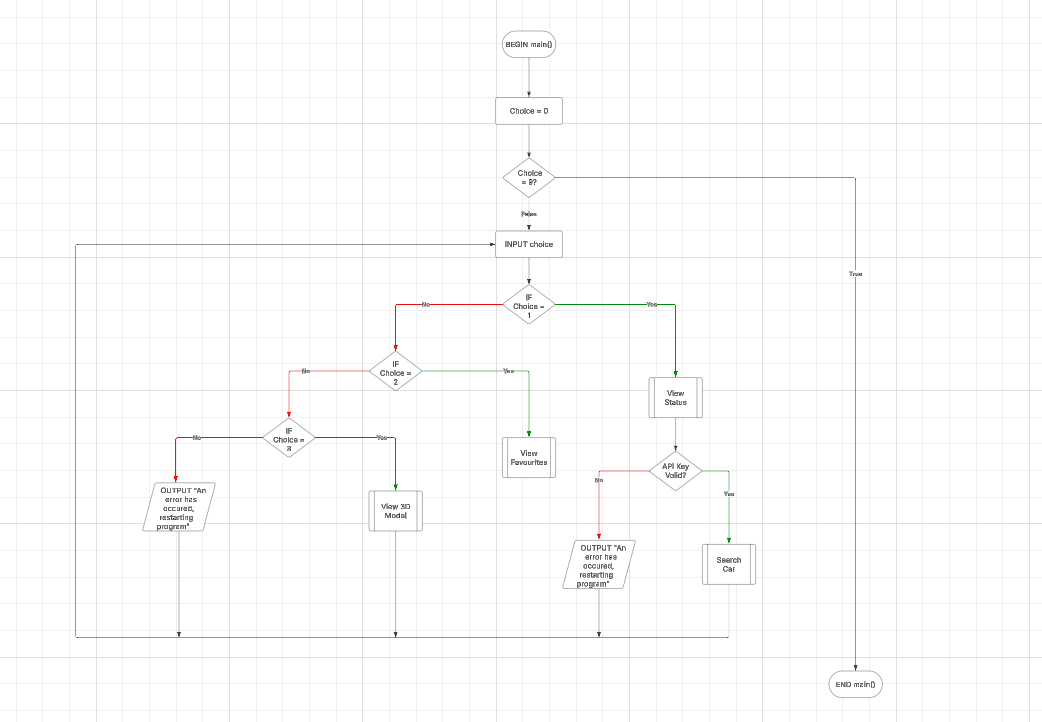 BEGIN main()
Choice = 0
Choice
= 9?
False
INPUT choice
True
IF
Choice =
1
No
Yes
IF
Choice =
2
No
Yes
View
Status
IF
Choice =
3
No
Yes
View
Favourites
API Key
Valid?
No
Yes
OUTPUT "An
error has
occured,
restarting
program"
View 3D
Model
OUTPUT "An
error has
occured,
restarting
program"
Search
Car
END main()